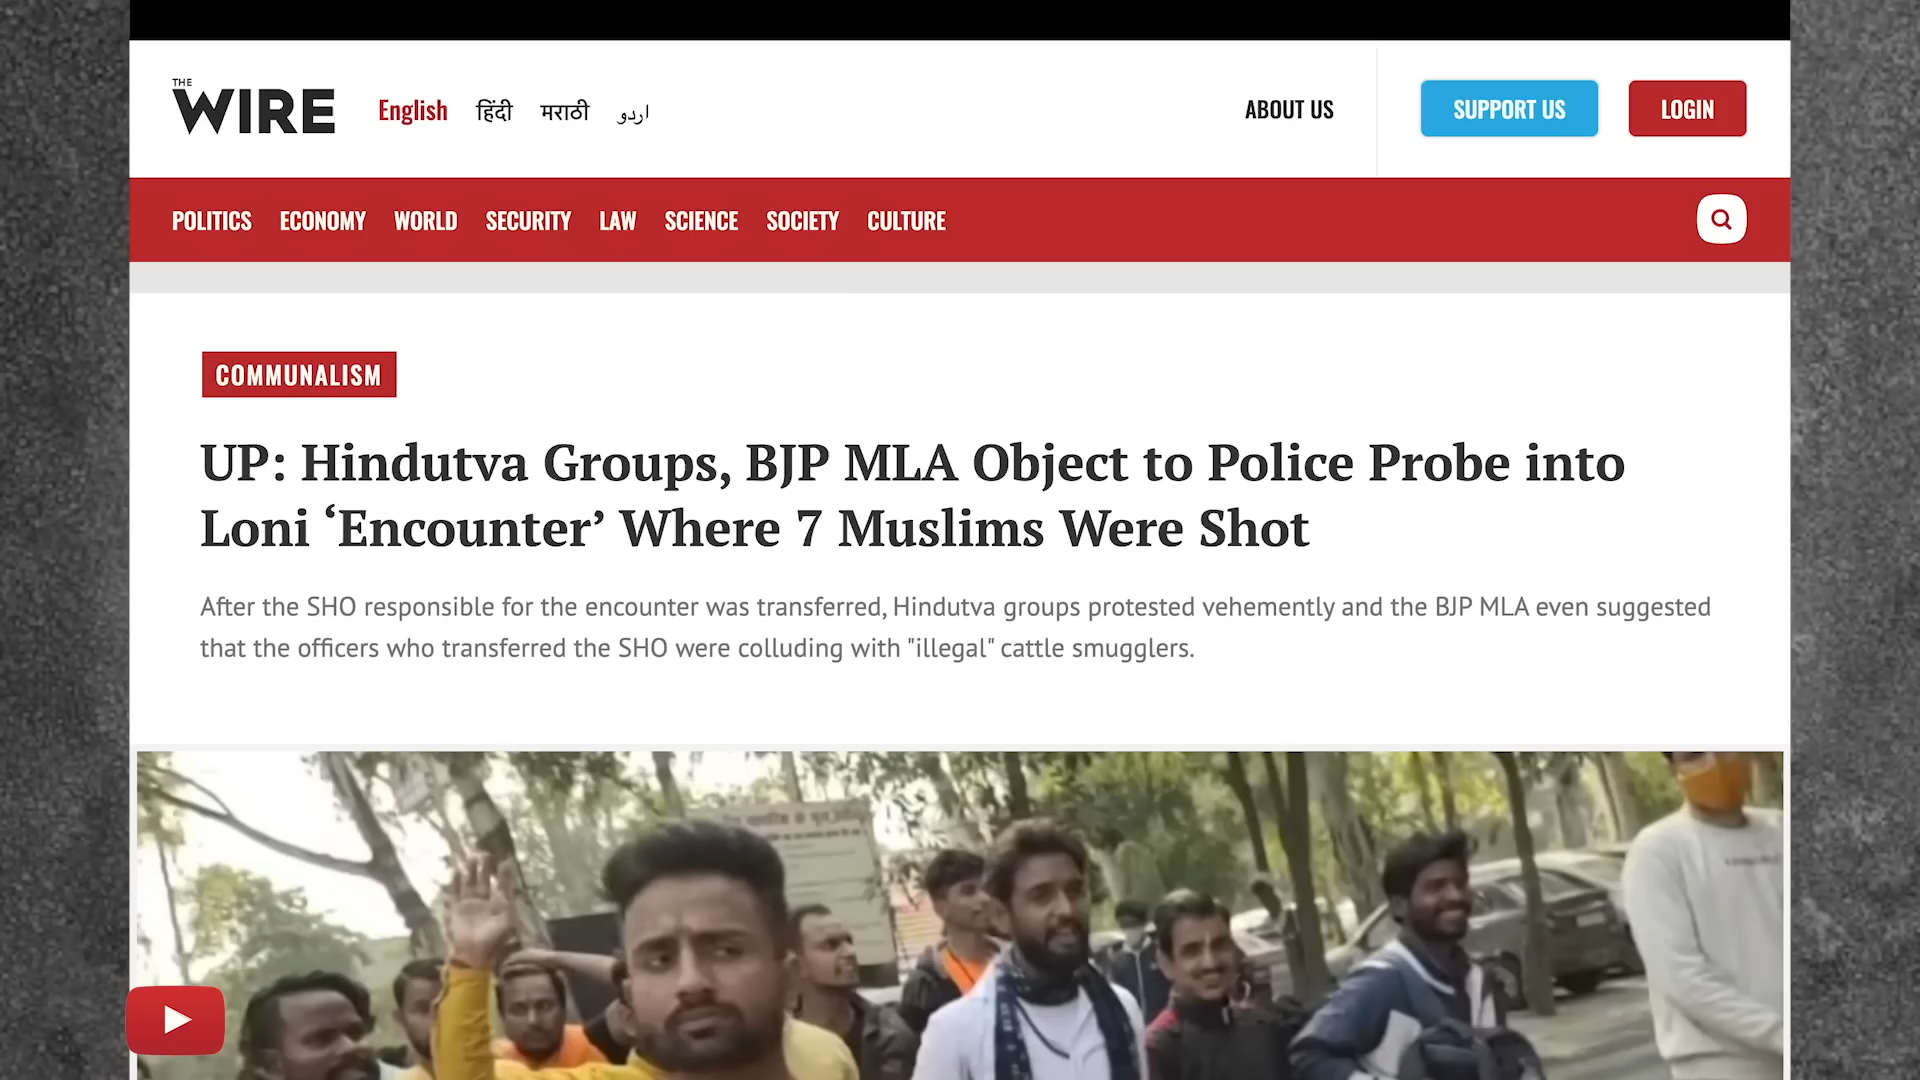 THE
WIRE
English हिंदी मराठी اردو
ABOUT US
SUPPORT US
LOGIN
POLITICS ECONOMY WORLD SECURITY LAW SCIENCE SOCIETY CULTURE
COMMUNALISM
UP: Hindutva Groups, BJP MLA Object to Police Probe into
Loni ‘Encounter’ Where 7 Muslims Were Shot
After the SHO responsible for the encounter was transferred, Hindutva groups protested vehemently and the BJP MLA even suggested
that the officers who transferred the SHO were colluding with "illegal" cattle smugglers.